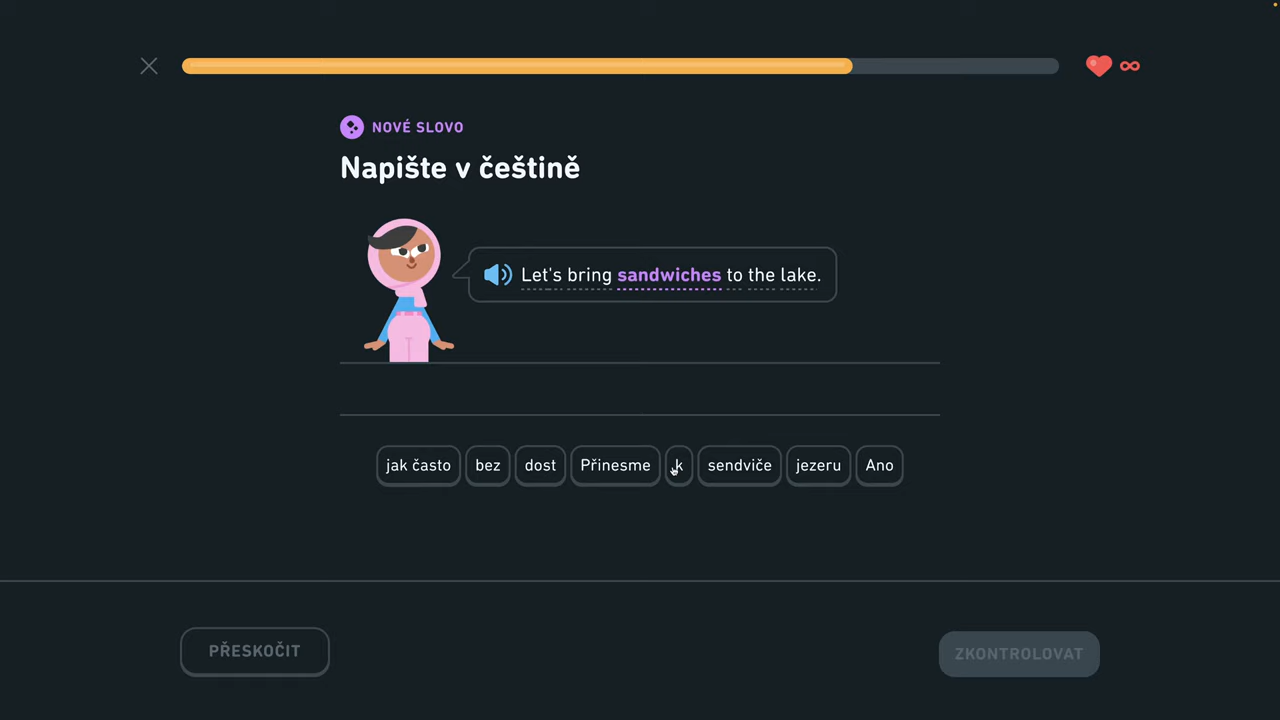 NOVÉ SLOVO
Napište v češtině
Let's bring sandwiches to the lake.
jak často bez dost Přinesme k sendviče jezeru Ano
PŘESKOČIT ZKONTROLOVAT